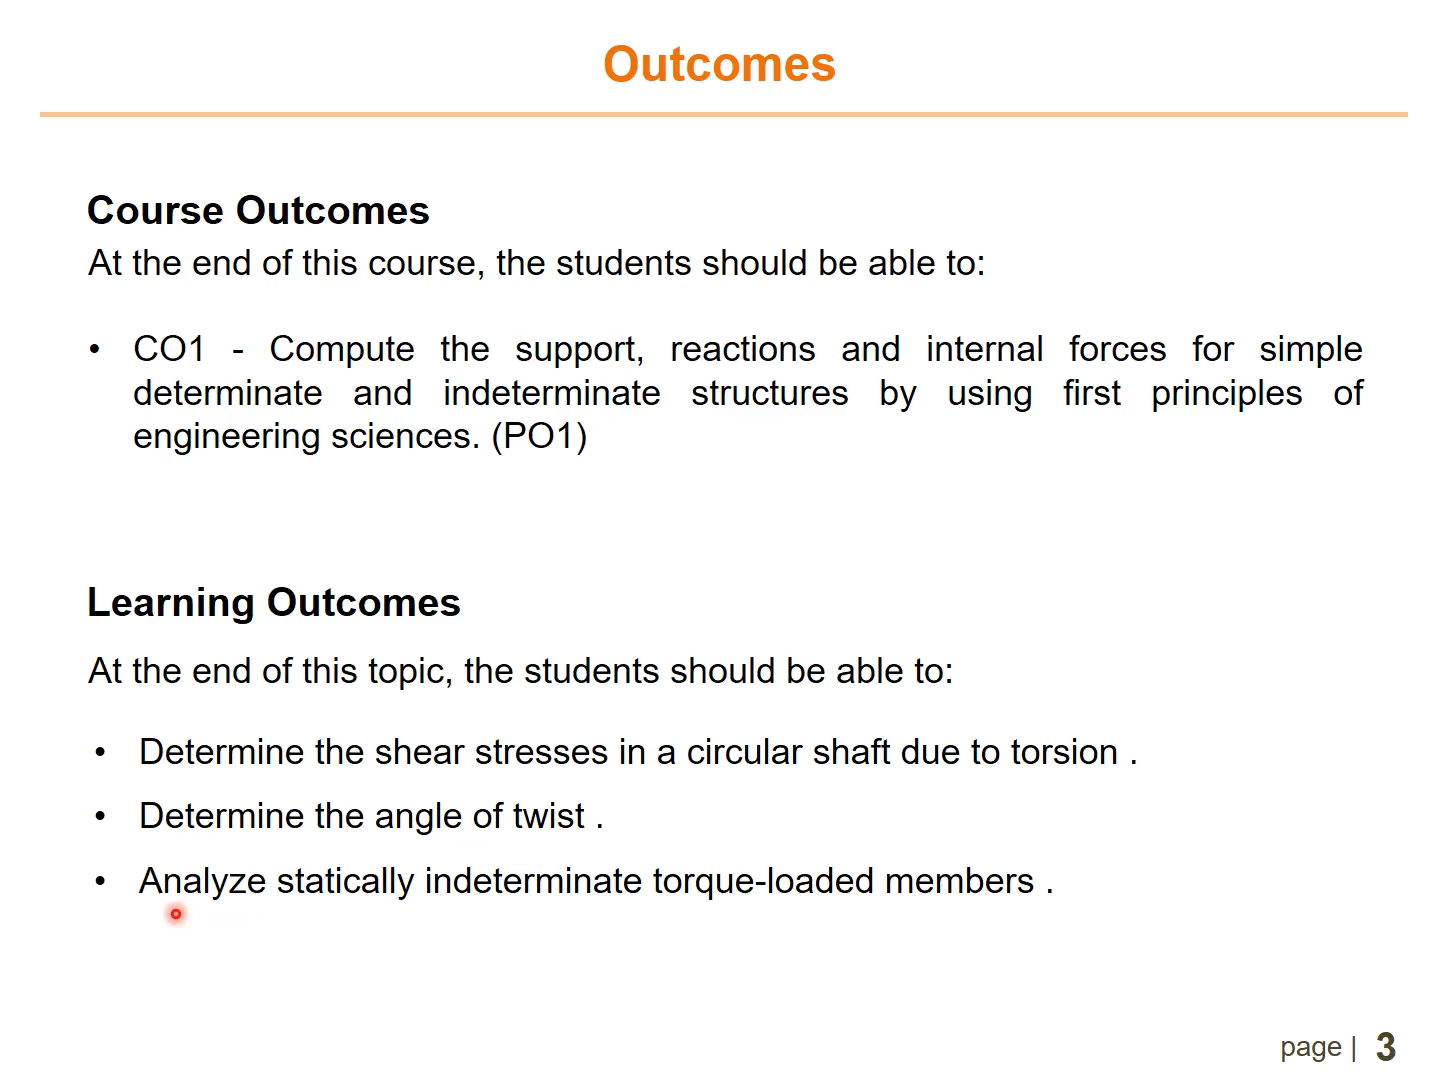 Outcomes
Course Outcomes
At the end of this course, the students should be able to:
• CO1 - Compute the support, reactions and internal forces for simple
determinate and indeterminate structures by using first principles of
engineering sciences. (PO1)
Learning Outcomes
At the end of this topic, the students should be able to:
• Determine the shear stresses in a circular shaft due to torsion .
• Determine the angle of twist .
• Analyze statically indeterminate torque-loaded members .
page | 3